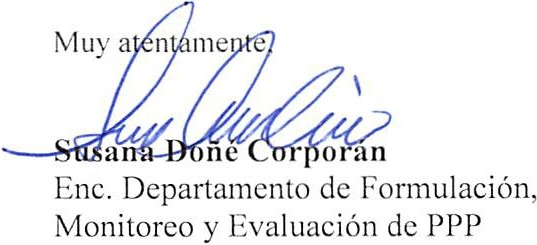 Muy atentamente,
Susana Doñé Corporán
Enc. Departamento de Formulación,
Monitoreo y Evaluación de PPP